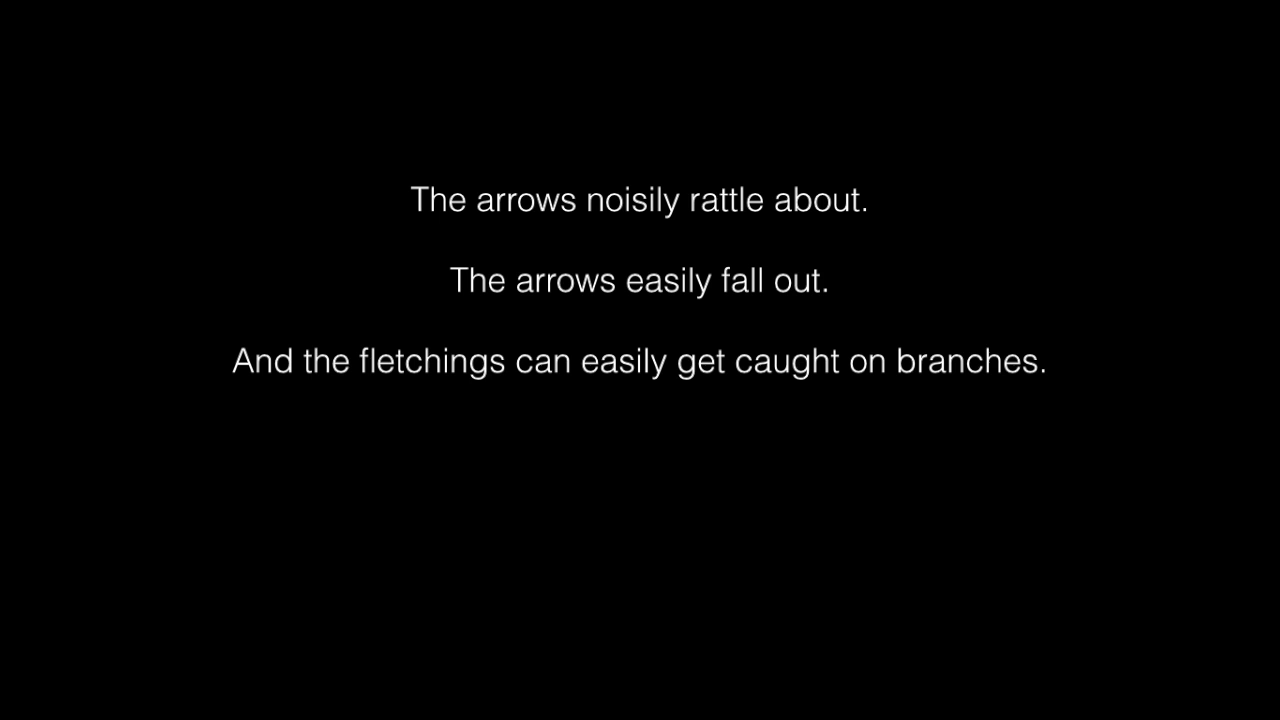 The arrows noisily rattle about.
The arrows easily fall out.
And the fletchings can easily get caught on branches.